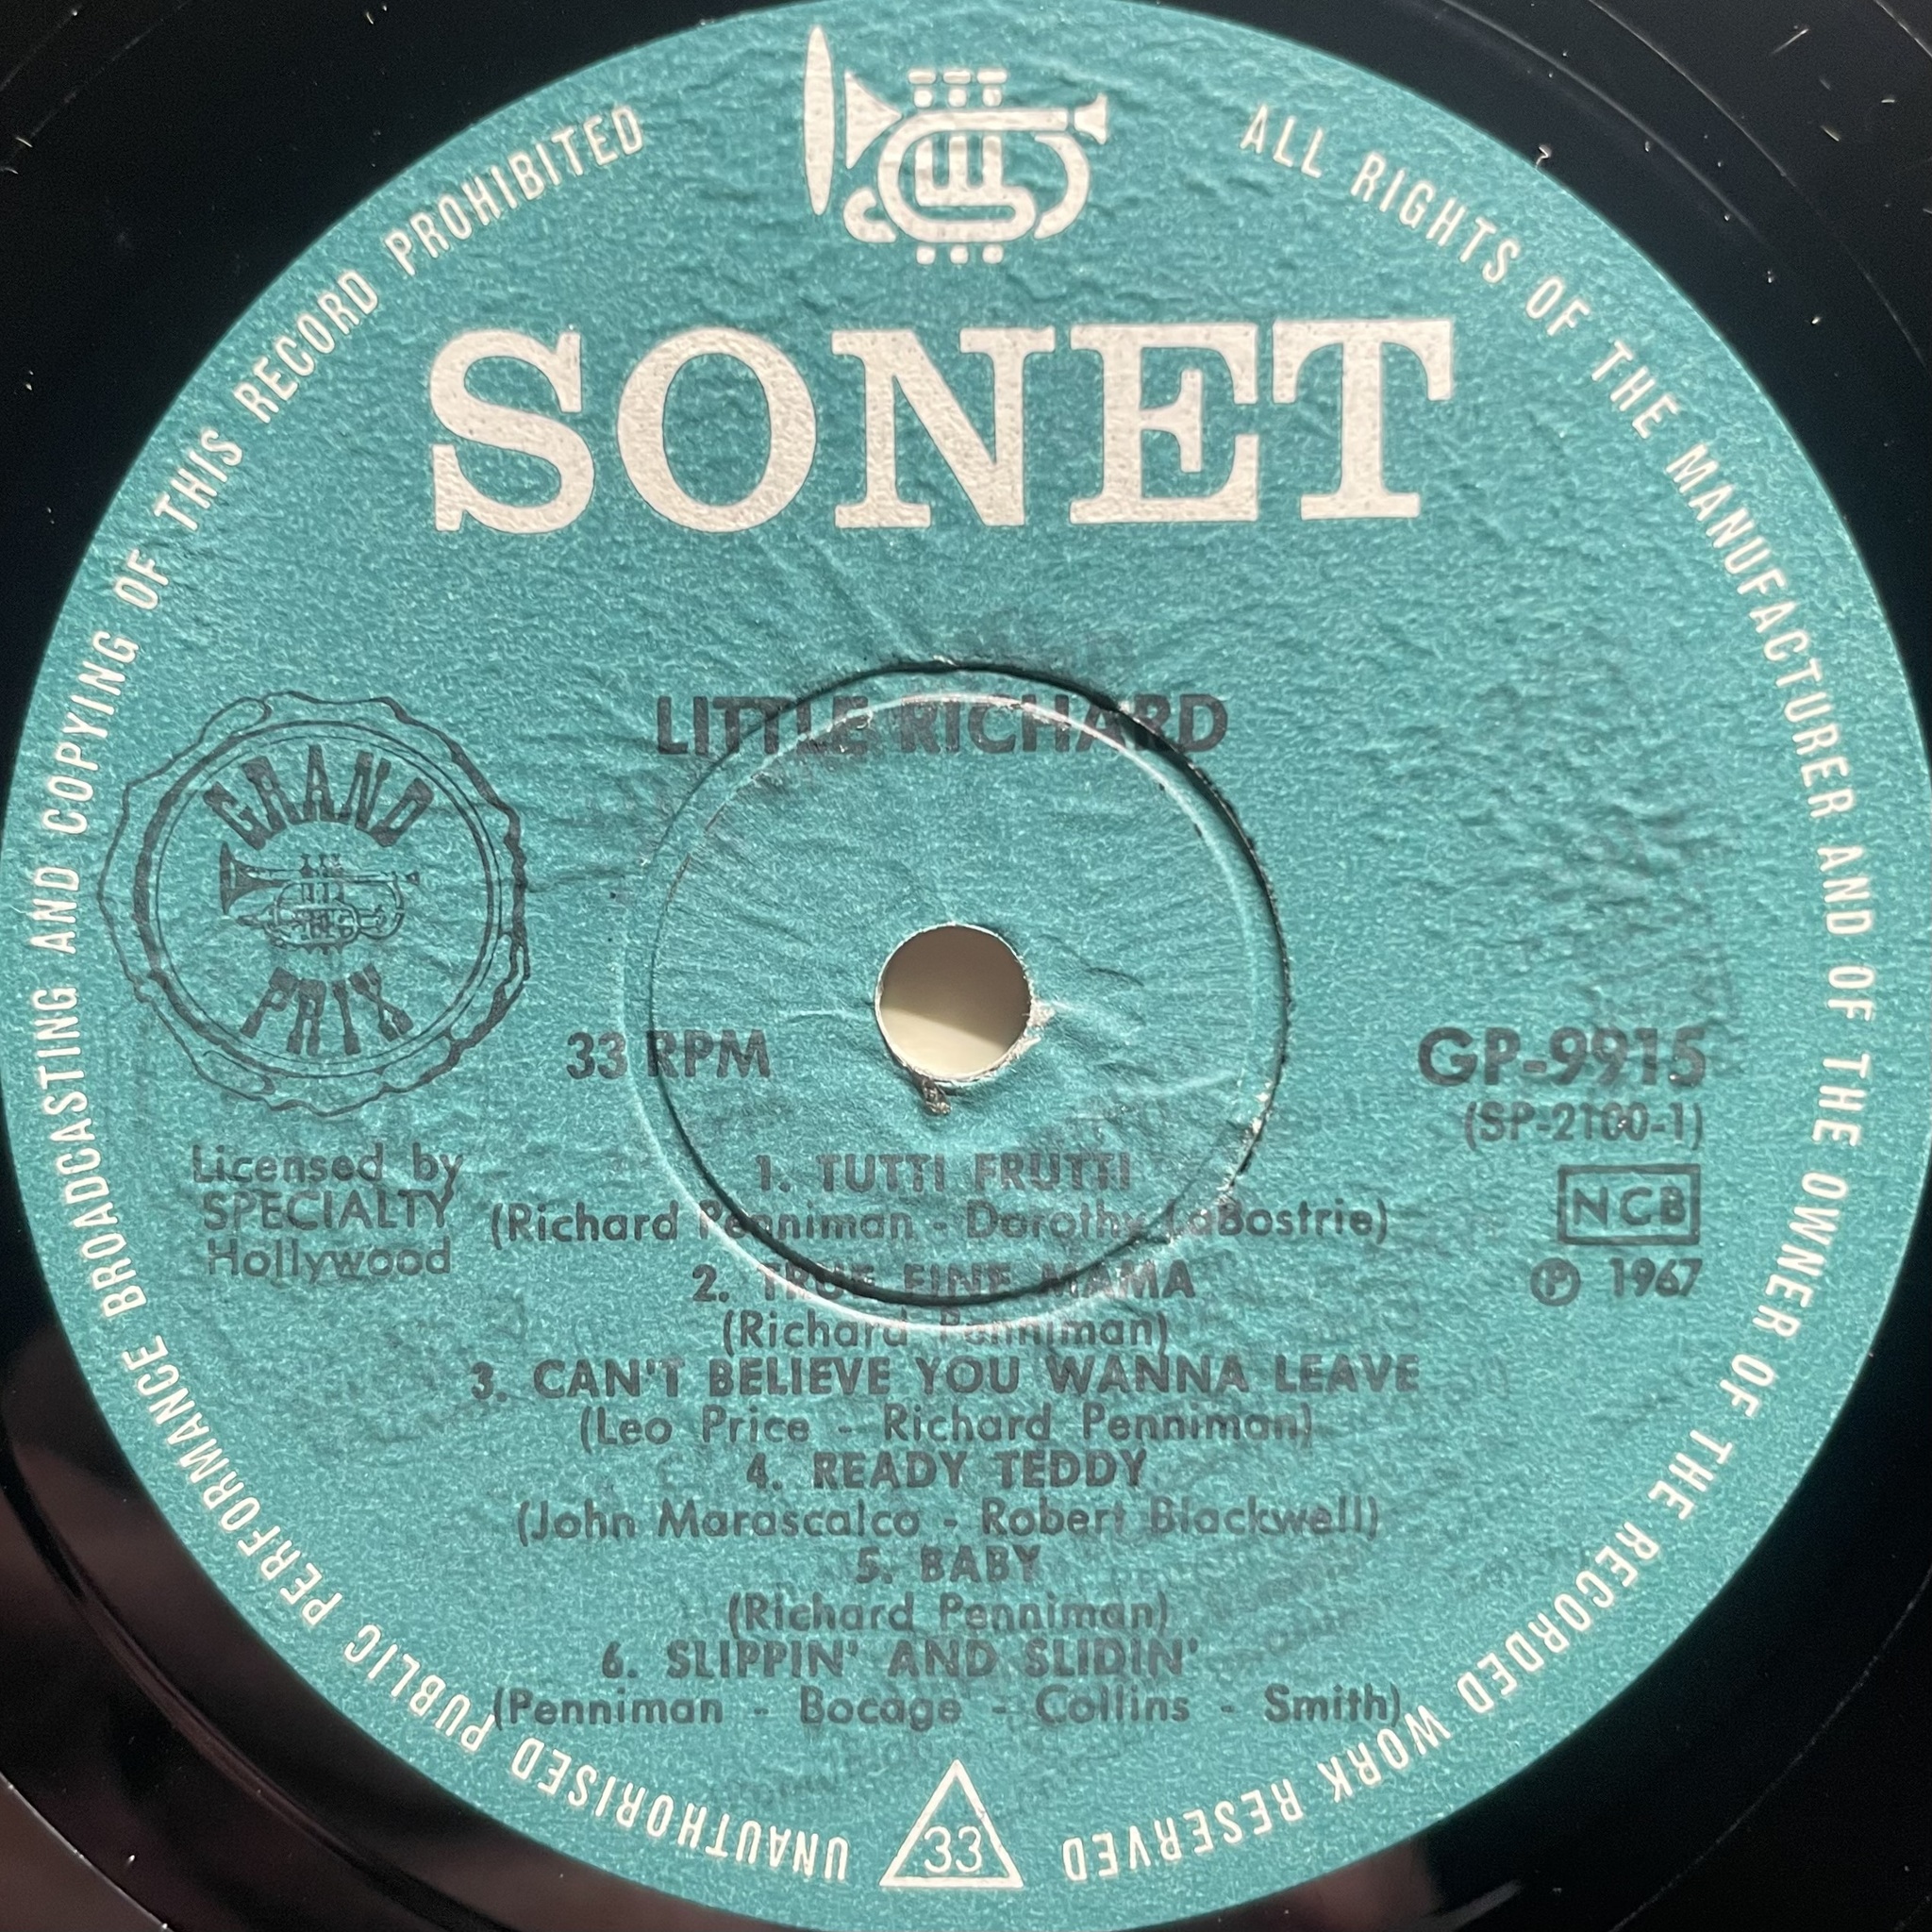 SONET
LITTLE RICHARD
GRAND
PRIX
33 RPM
GP-9915
(SP-2100-1)
NCB
℗ 1967
Licensed by
SPECIALTY
Hollywood
1. TUTTI FRUTTI
(Richard Penniman - Dorothy LaBostrie)
2. TRUE FINE MAMA
(Richard Penniman)
3. CAN'T BELIEVE YOU WANNA LEAVE
(Leo Price - Richard Penniman)
4. READY TEDDY
(John Marascalco - Robert Blackwell)
5. BABY
(Richard Penniman)
6. SLIPPIN' AND SLIDIN'
(Penniman - Bocage - Collins - Smith)
33
ALL RIGHTS OF THE MANUFACTURER AND OF THE OWNER OF THE RECORDED WORK RESERVED
UNAUTHORISED PUBLIC PERFORMANCE BROADCASTING AND COPYING OF THIS RECORD PROHIBITED